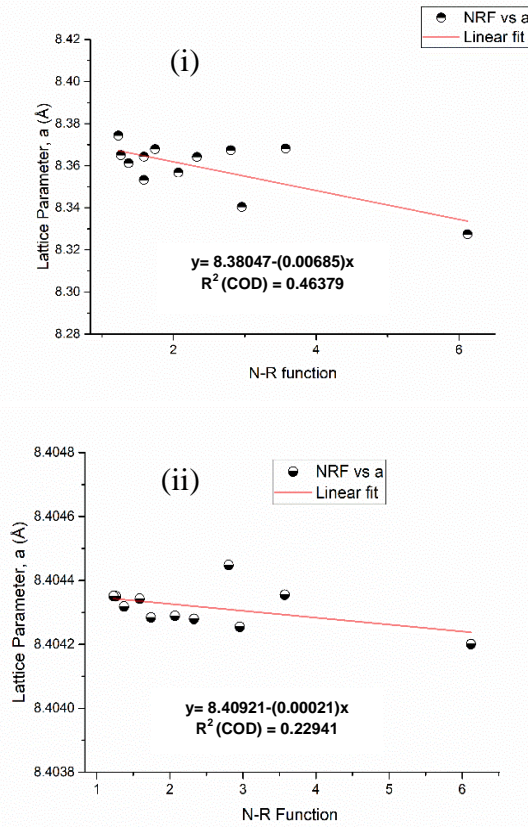 NRF vs a
Linear fit
(i)
8.42
8.40
8.38
8.36
8.34
8.32
8.30
8.28
Lattice Parameter, a (Å)
y= 8.38047-(0.00685)x
R² (COD) = 0.46379
2
4
6
N-R function
(ii)
NRF vs a
Linear fit
8.4048
8.4046
8.4044
8.4042
8.4040
8.4038
Lattice Parameter, a (Å)
y= 8.40921-(0.00021)x
R² (COD) = 0.22941
1
2
3
4
5
6
N-R Function